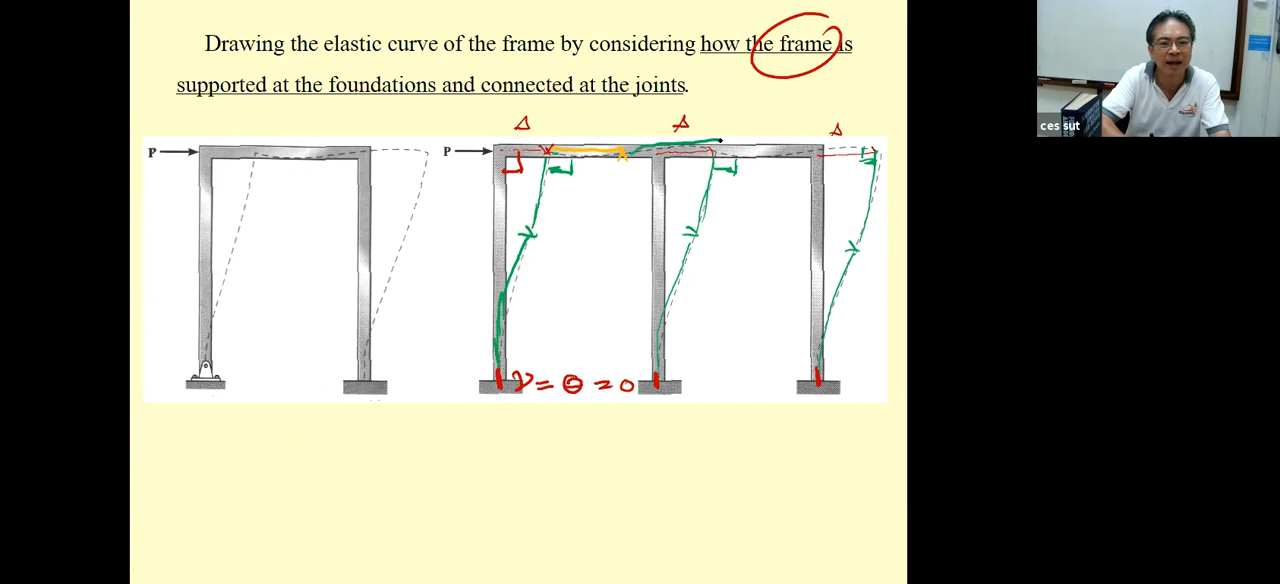 Drawing the elastic curve of the frame by considering how the frame is
supported at the foundations and connected at the joints.
ces sut
Δ
Δ
Δ
P
P
ν = θ = 0